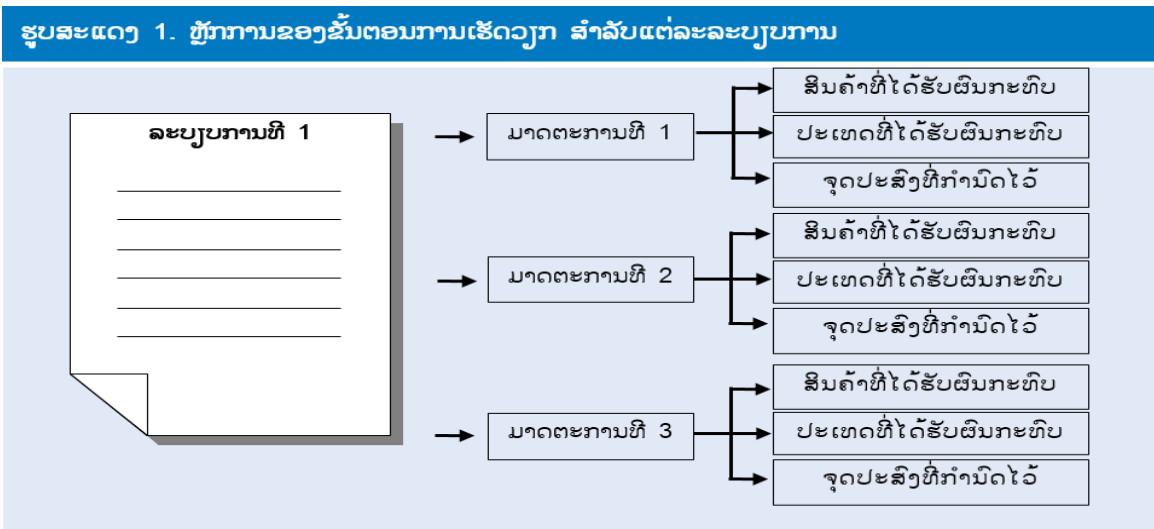 ຮູບສະແດງ 1. ຫຼັກການຂອງຂັ້ນຕອນການເຮັດວຽກ ສຳລັບແຕ່ລະລະບຽບການ
ລະບຽບການທີ 1
ມາດຕະການທີ 1
ສິນຄ້າທີ່ໄດ້ຮັບຜົນກະທົບ
ປະເທດທີ່ໄດ້ຮັບຜົນກະທົບ
ຈຸດປະສົງທີ່ກຳນົດໄວ້
ມາດຕະການທີ 2
ສິນຄ້າທີ່ໄດ້ຮັບຜົນກະທົບ
ປະເທດທີ່ໄດ້ຮັບຜົນກະທົບ
ຈຸດປະສົງທີ່ກຳນົດໄວ້
ມາດຕະການທີ 3
ສິນຄ້າທີ່ໄດ້ຮັບຜົນກະທົບ
ປະເທດທີ່ໄດ້ຮັບຜົນກະທົບ
ຈຸດປະສົງທີ່ກຳນົດໄວ້